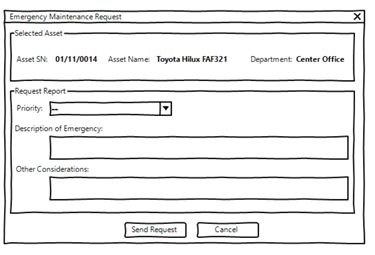 Emergency Maintenance Request
Selected Asset
Asset SN: 01/11/0014 Asset Name: Toyota Hilux FAF321 Department: Center Office
Request Report
Priority: --
Description of Emergency:
Other Considerations:
Send Request Cancel